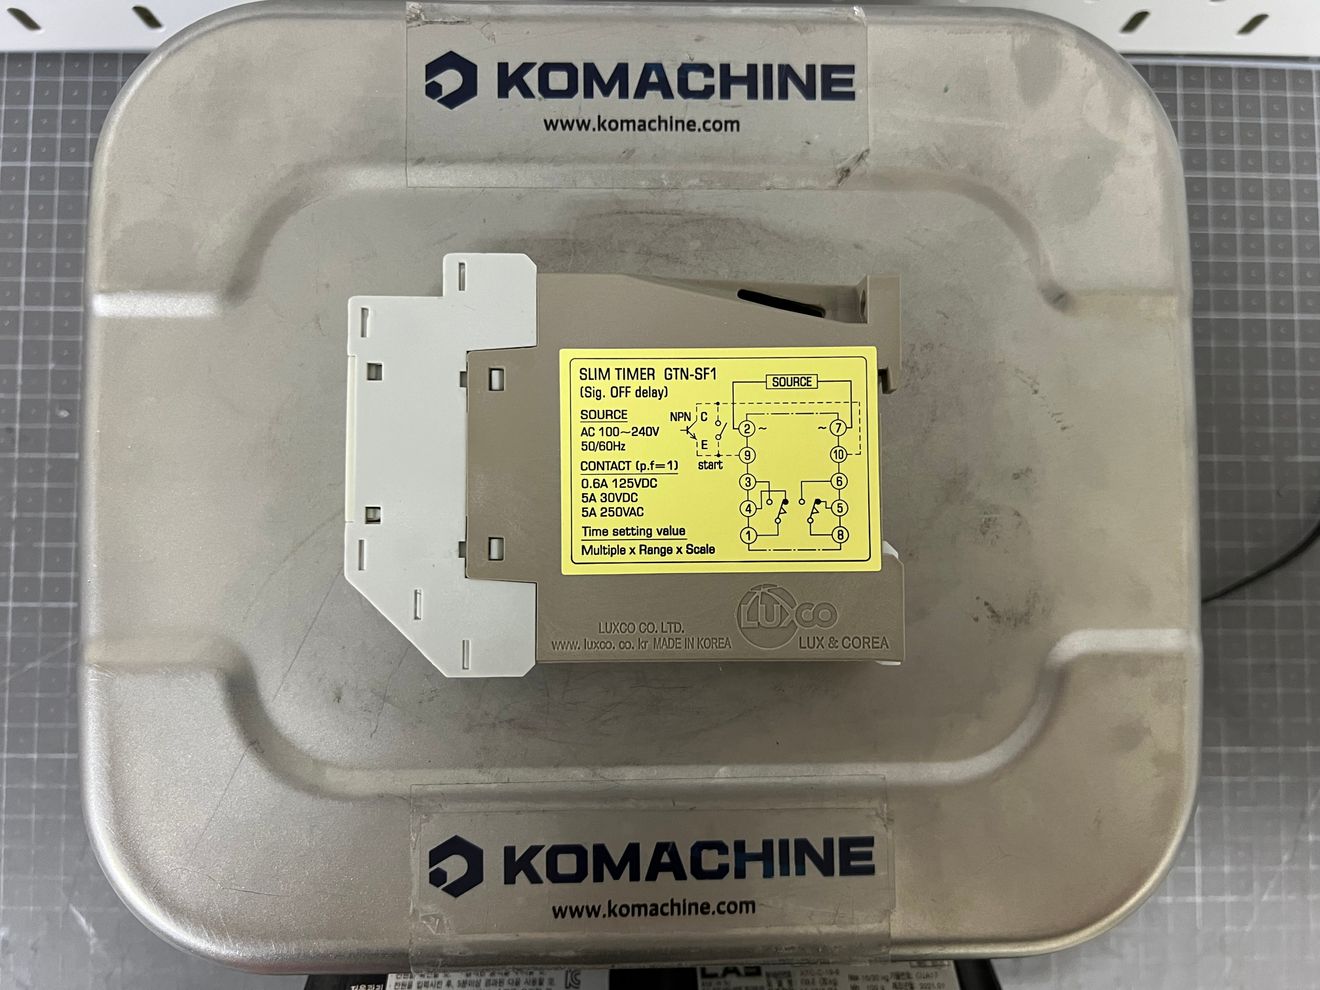 KOMACHINE
www.komachine.com
SLIM TIMER GTN-SF1
(Sig. OFF delay)
SOURCE
AC 100~240V
50/60Hz
CONTACT (p.f=1)
0.6A 125VDC
5A 30VDC
5A 250VAC
Time setting value
Multiple x Range x Scale
SOURCE
NPN C
E
start
2 ~
~ 7
9
10
3
6
4
5
1
8
LUXCO CO. LTD.
www. luxco. co. kr MADE IN KOREA
Luxco
LUX & COREA
KOMACHINE
www.komachine.com
CAS